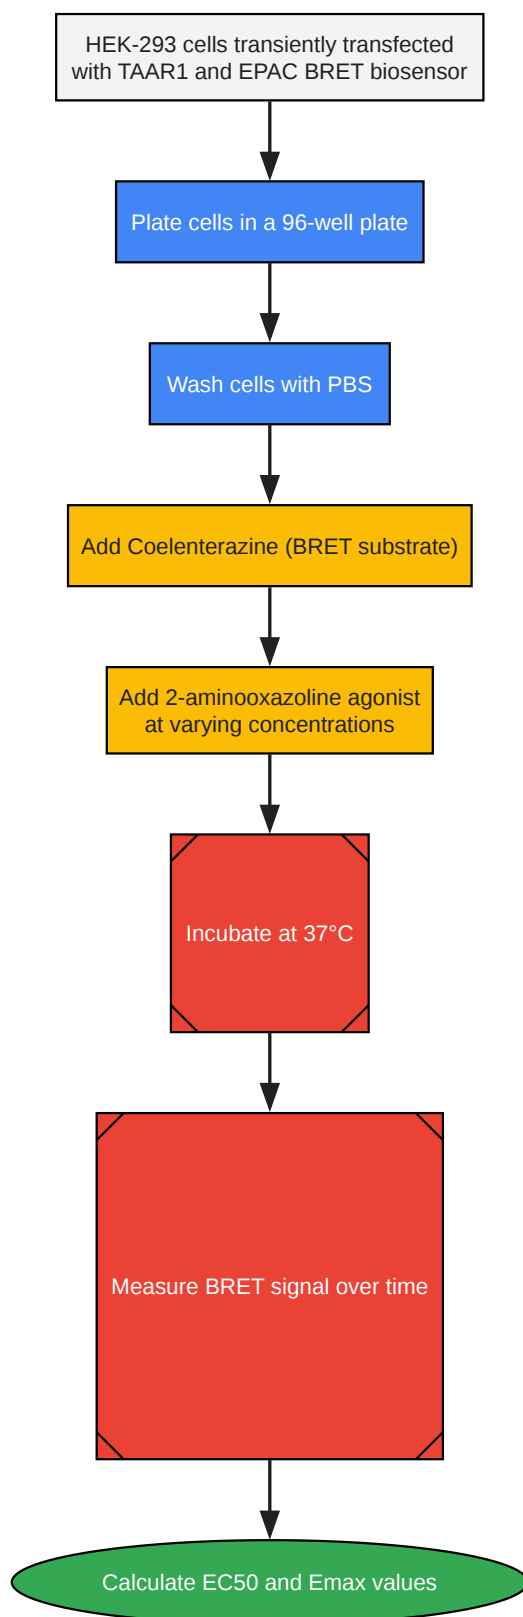 HEK-293 cells transiently transfected
with TAAR1 and EPAC BRET biosensor
Plate cells in a 96-well plate
Wash cells with PBS
Add Coelenterazine (BRET substrate)
Add 2-aminooxazoline agonist
at varying concentrations
Incubate at 37°C
Measure BRET signal over time
Calculate EC50 and Emax values